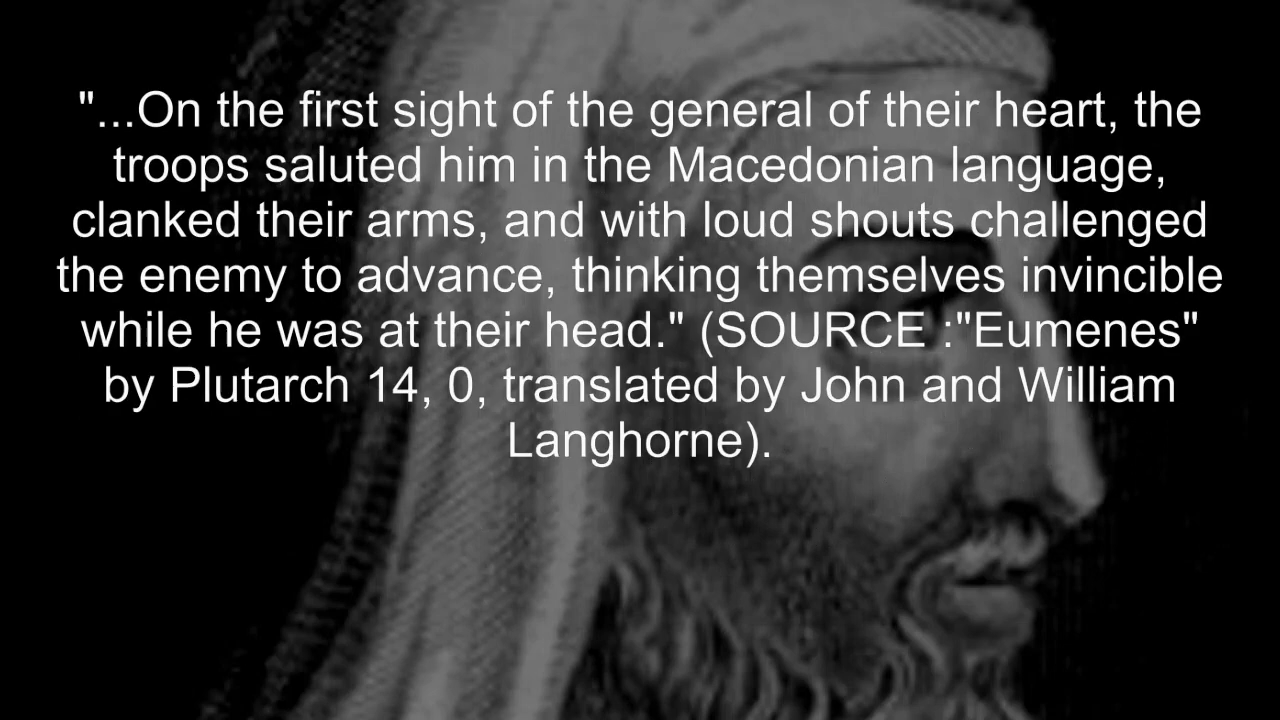 "...On the first sight of the general of their heart, the
troops saluted him in the Macedonian language,
clanked their arms, and with loud shouts challenged
the enemy to advance, thinking themselves invincible
while he was at their head." (SOURCE :"Eumenes"
by Plutarch 14, 0, translated by John and William
Langhorne).